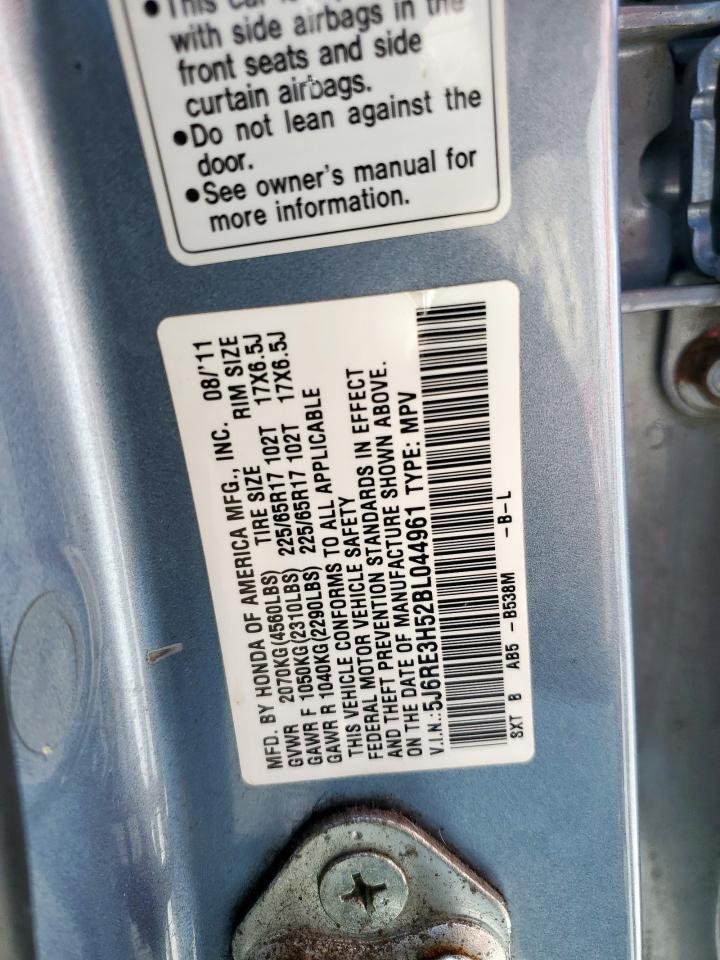 ● This car is
with side airbags in the
front seats and side
curtain airbags.
● Do not lean against the
door.
● See owner's manual for
more information.
MFD. BY HONDA OF AMERICA MFG., INC. 08/'11
TIRE SIZE RIM SIZE
GVWR 2070KG(4560LBS)
GAWR F 1050KG(2310LBS) 225/65R17 102T 17X6.5J
GAWR R 1040KG(2290LBS) 225/65R17 102T 17X6.5J
THIS VEHICLE CONFORMS TO ALL APPLICABLE
FEDERAL MOTOR VEHICLE SAFETY
AND THEFT PREVENTION STANDARDS IN EFFECT
ON THE DATE OF MANUFACTURE SHOWN ABOVE.
V.I.N.:5J6RE3H52BL044961 TYPE: MPV
SXT B AB5 -B538M -B-L